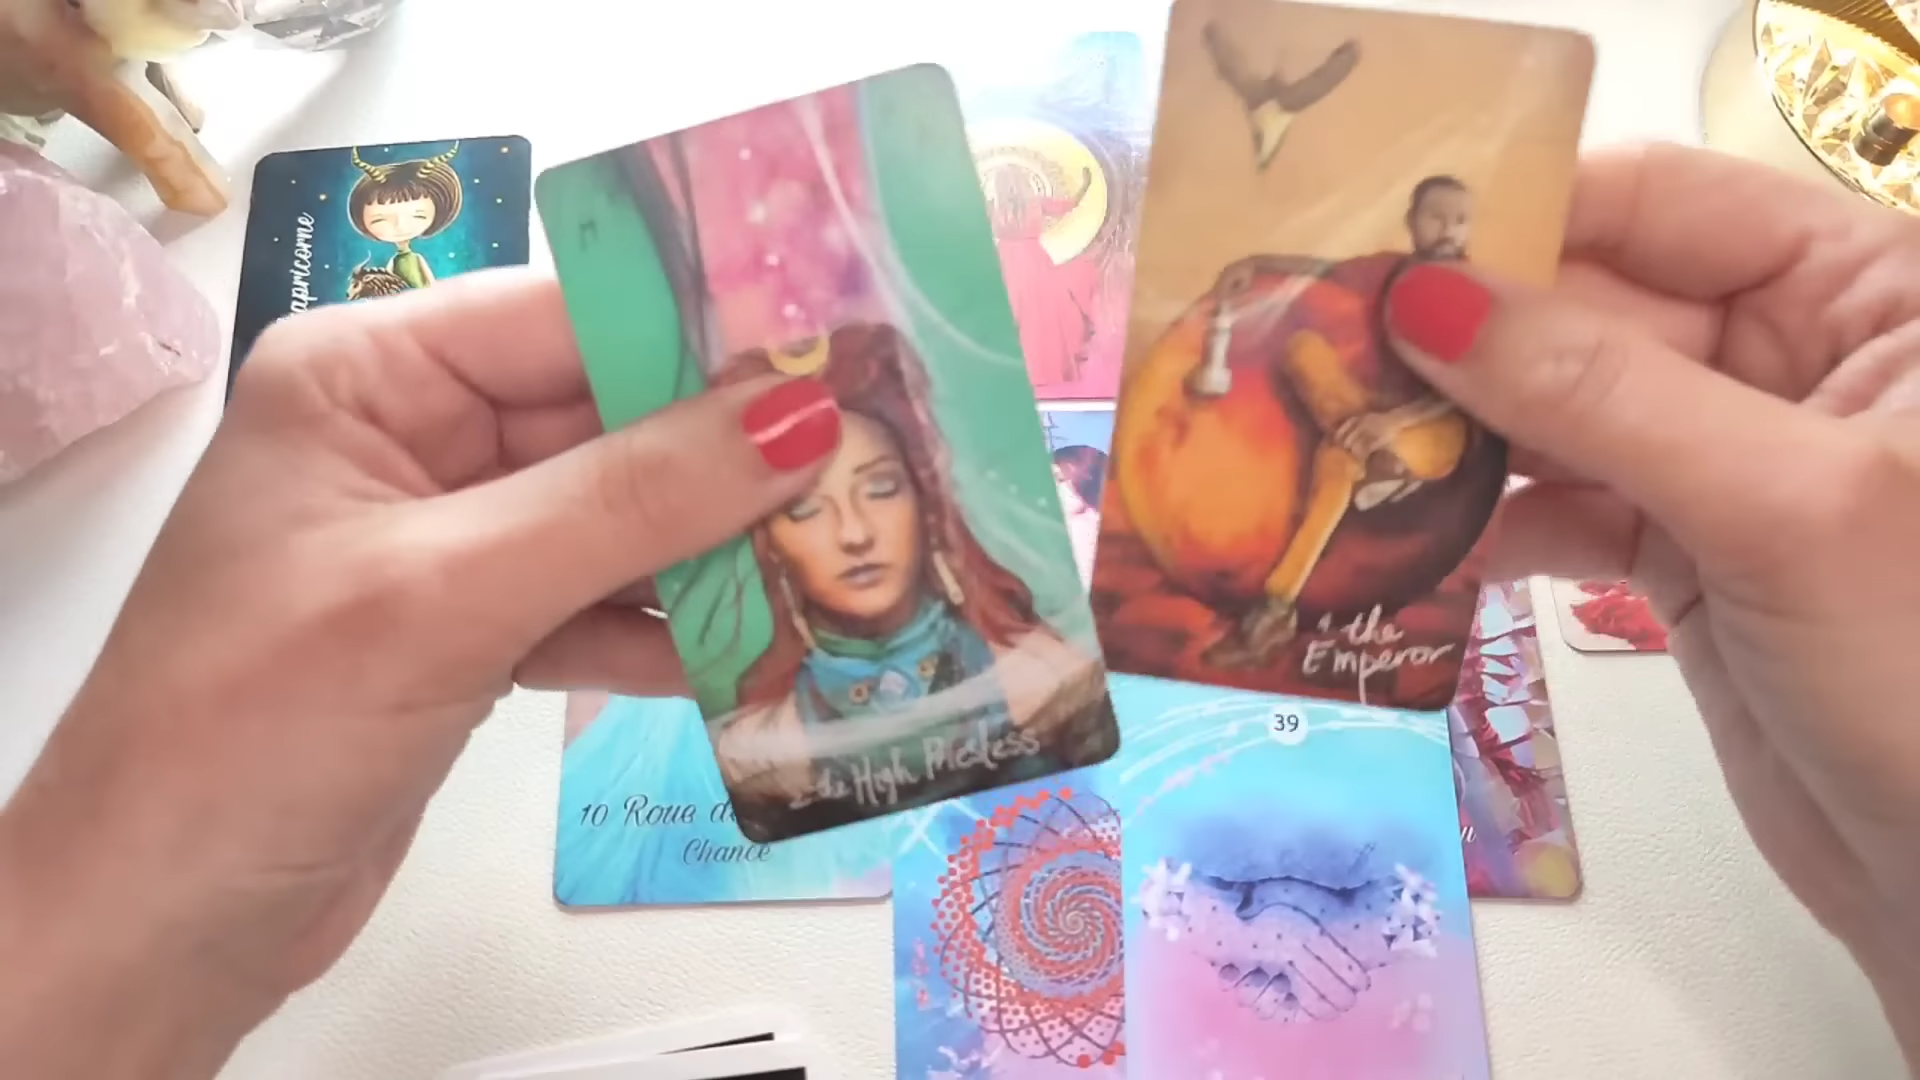 apricorne
2 the High Priestess
4 the
Emperor
39
10 Roue de
Chance